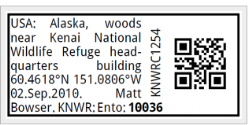 USA: Alaska, woods
near Kenai National
Wildlife Refuge head-
quarters building
60.4618°N 151.0806°W
02.Sep.2010. Matt
Bowser. KNWR: Ento: 10036
KNWRC1254